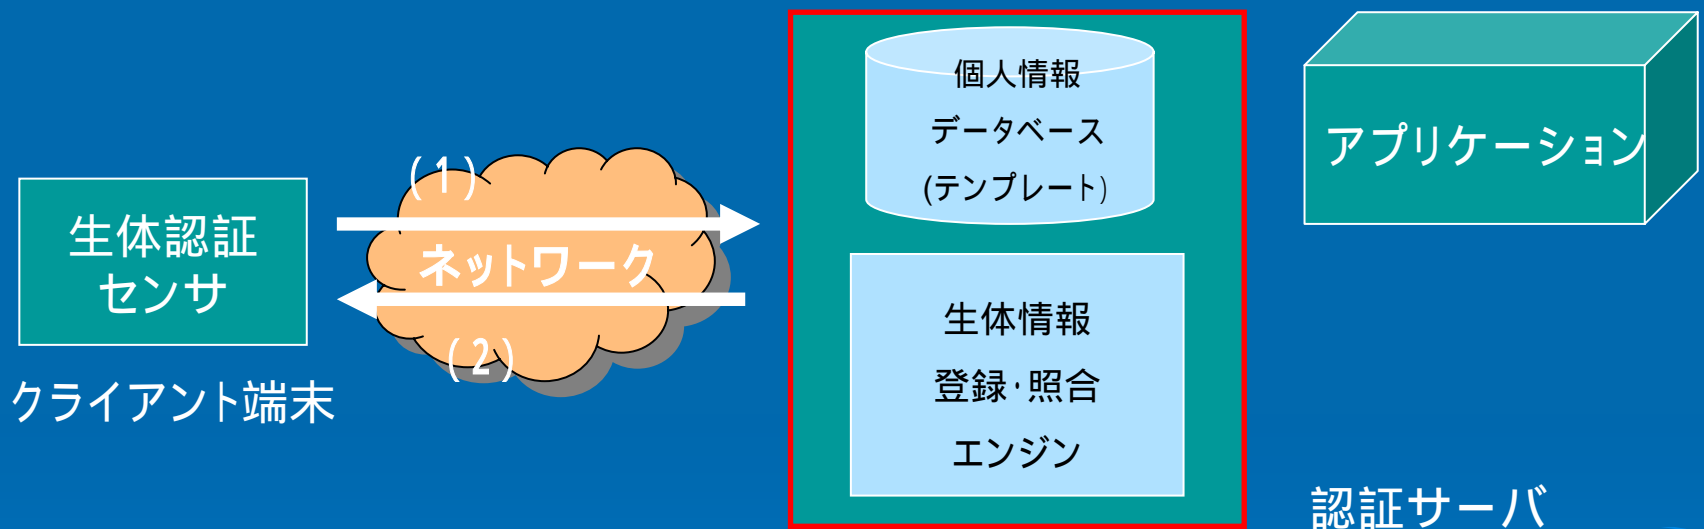 生体認証
センサ
クライアント端末
(1)
ネットワーク
(2)
個人情報
データベース
(テンプレート)
生体情報
登録・照合
エンジン
アプリケーション
認証サーバ